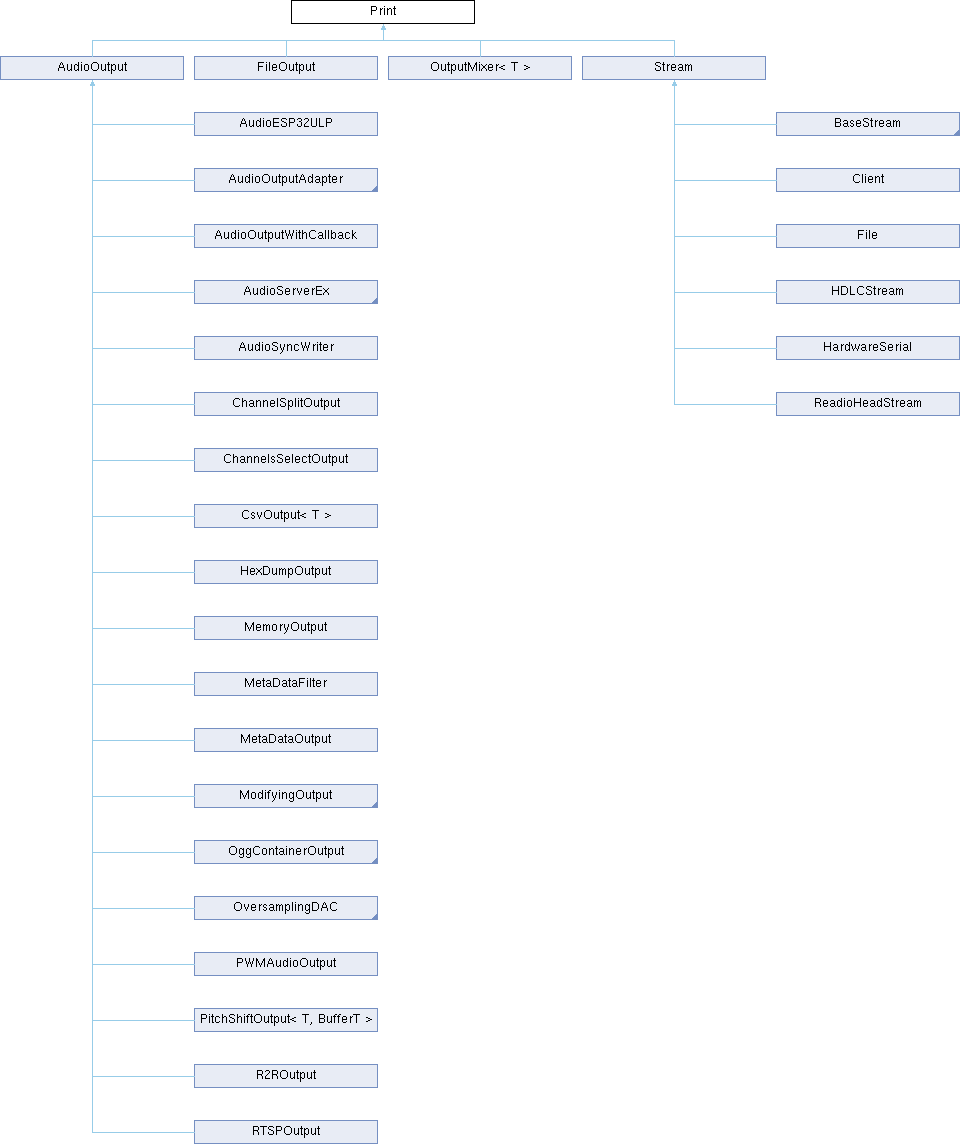 Print
AudioOutput
FileOutput
OutputMixer< T >
Stream
AudioESP32ULP
BaseStream
AudioOutputAdapter
Client
AudioOutputWithCallback
File
AudioServerEx
HDLCStream
AudioSyncWriter
HardwareSerial
ChannelSplitOutput
ReadioHeadStream
ChannelsSelectOutput
CsvOutput< T >
HexDumpOutput
MemoryOutput
MetaDataFilter
MetaDataOutput
ModifyingOutput
OggContainerOutput
OversamplingDAC
PWMAudioOutput
PitchShiftOutput< T, BufferT >
R2ROutput
RTSPOutput